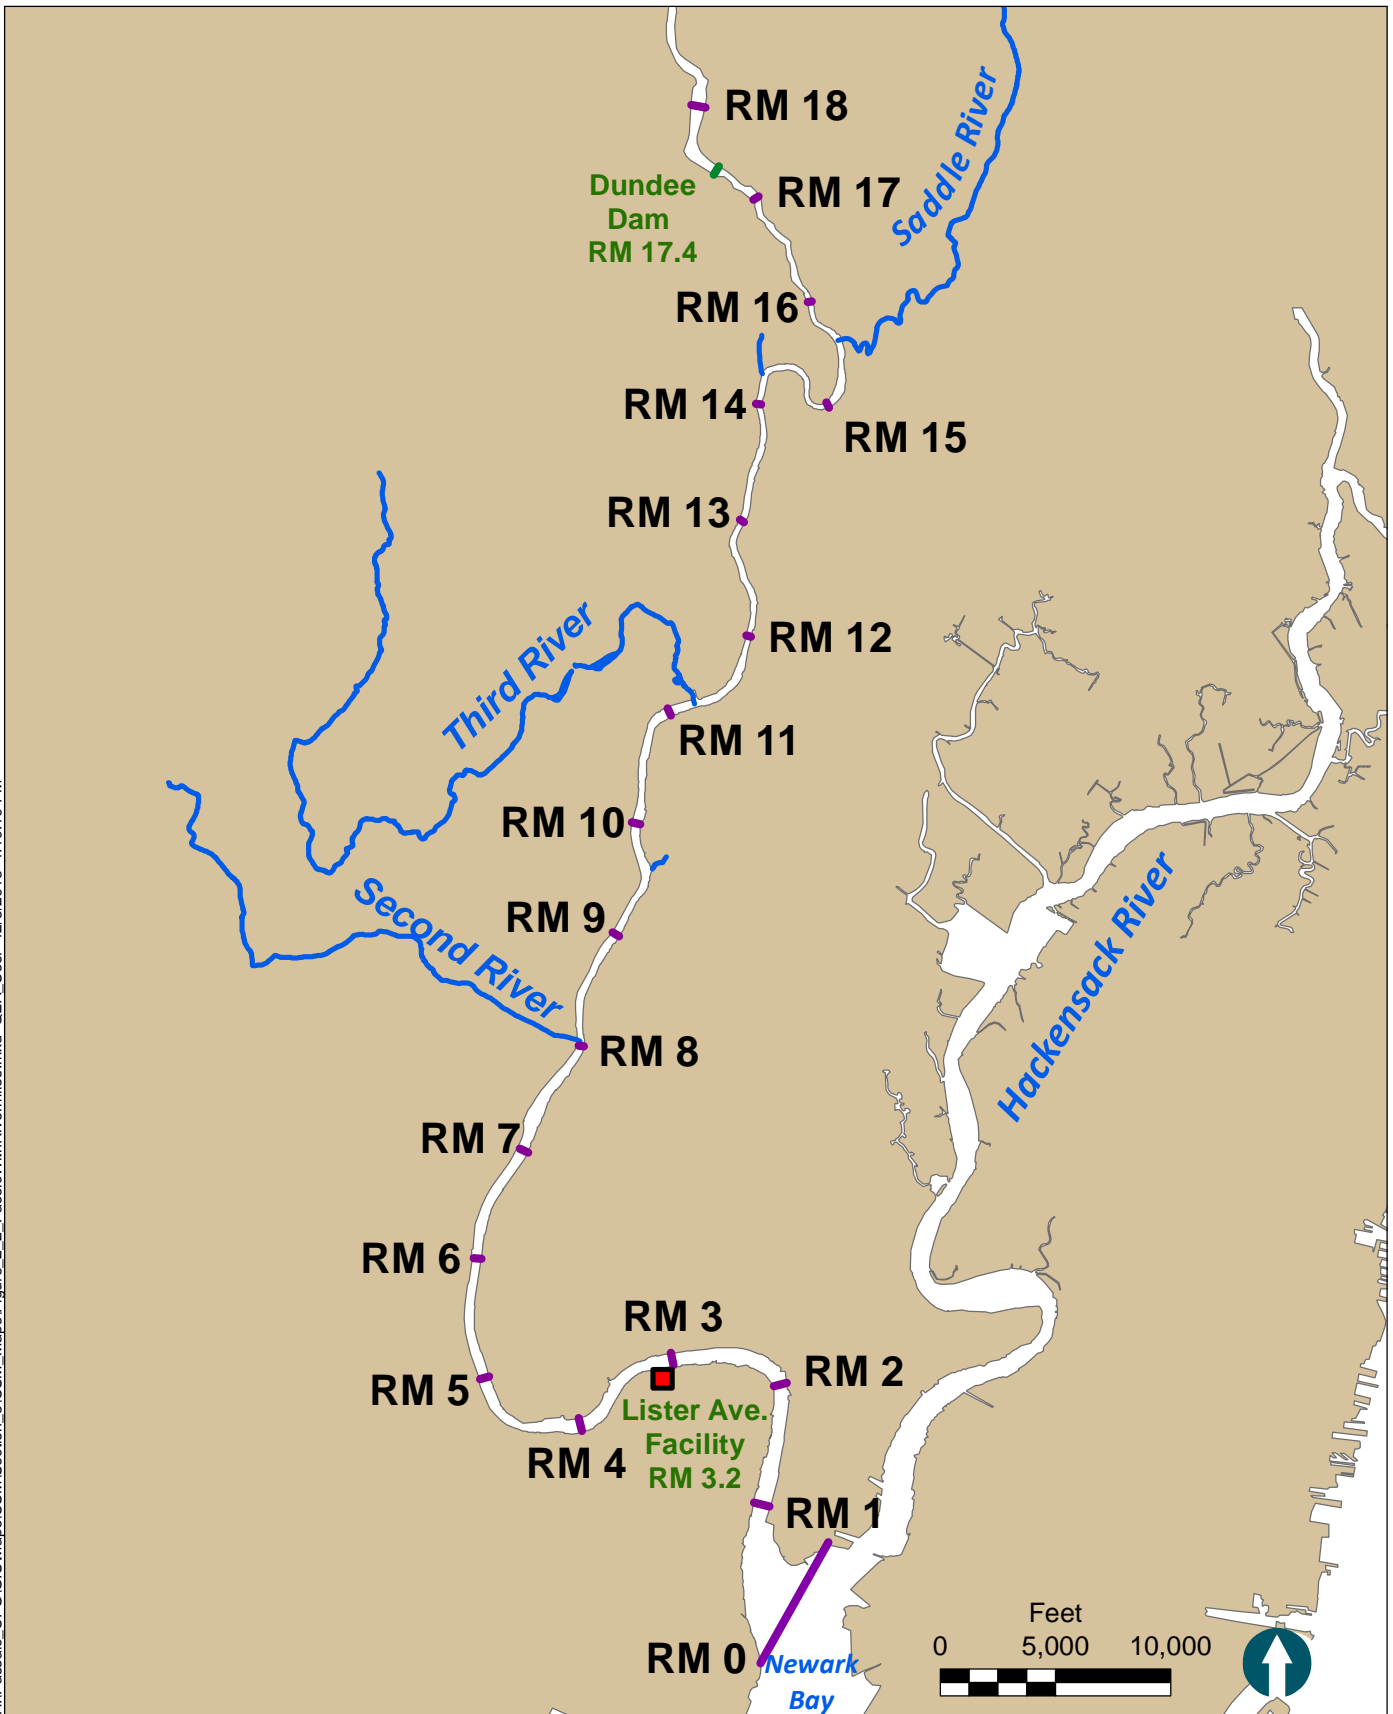 RM 18
Saddle River
Dundee
Dam
RM 17.4
RM 17
RM 16
RM 14
RM 15
RM 13
Third River
RM 12
RM 11
RM 10
Second River
RM 9
Hackensack River
RM 8
RM 7
RM 6
RM 3
RM 2
RM 5
Lister Ave.
Facility
RM 3.2
RM 4
RM 1
Feet
0 5,000 10,000
RM 0
Newark
Bay